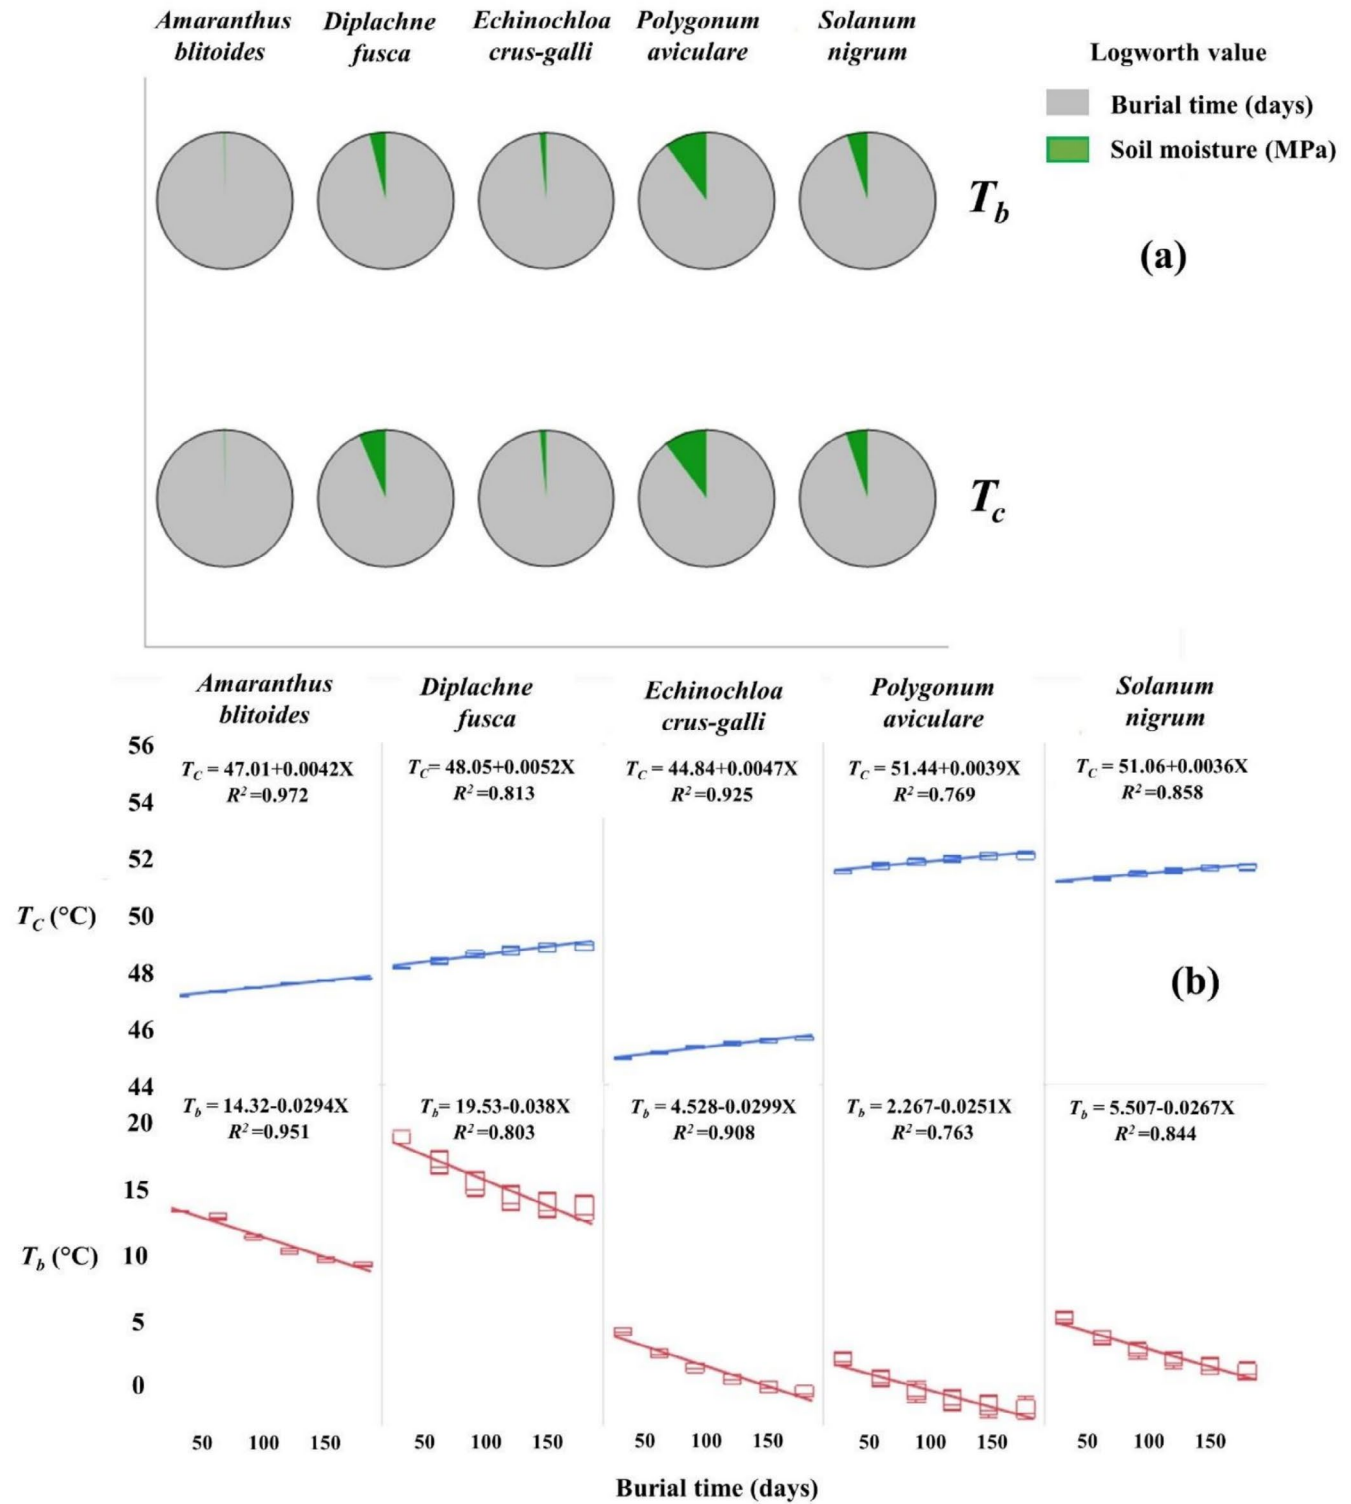 Amaranthus
blitoides
Diplachne
fusca
Echinochloa
crus-galli
Polygonum
aviculare
Solanum
nigrum
Logworth value
Burial time (days)
Soil moisture (MPa)
Tb
(a)
Tc
Amaranthus
blitoides
Diplachne
fusca
Echinochloa
crus-galli
Polygonum
aviculare
Solanum
nigrum
TC = 47.01+0.0042X
R²=0.972
TC= 48.05+0.0052X
R²=0.813
TC = 44.84+0.0047X
R²=0.925
TC = 51.44+0.0039X
R²=0.769
TC = 51.06+0.0036X
R²=0.858
56
54
52
50
48
46
44
TC (°C)
(b)
Tb = 14.32-0.0294X
R²=0.951
Tb= 19.53-0.038X
R²=0.803
Tb = 4.528-0.0299X
R²=0.908
Tb = 2.267-0.0251X
R²=0.763
Tb = 5.507-0.0267X
R²=0.844
20
15
10
5
0
Tb (°C)
50 100 150
50 100 150
50 100 150
50 100 150
50 100 150
Burial time (days)